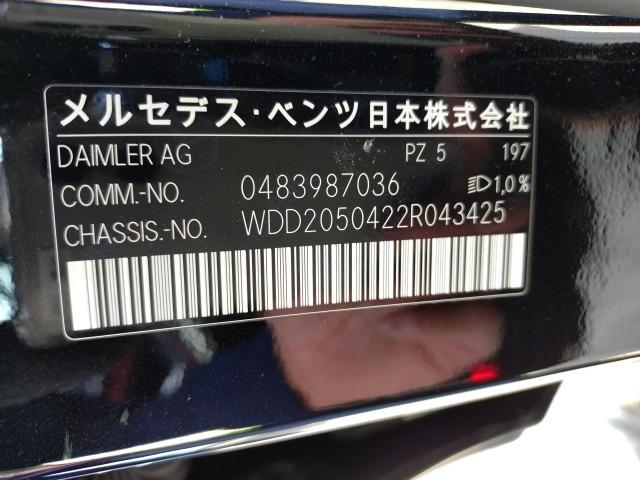 メルセデス・ベンツ日本株式会社
DAIMLER AG PZ 5 197
COMM.-NO. 0483987036 1,0%
CHASSIS.-NO. WDD2050422R043425